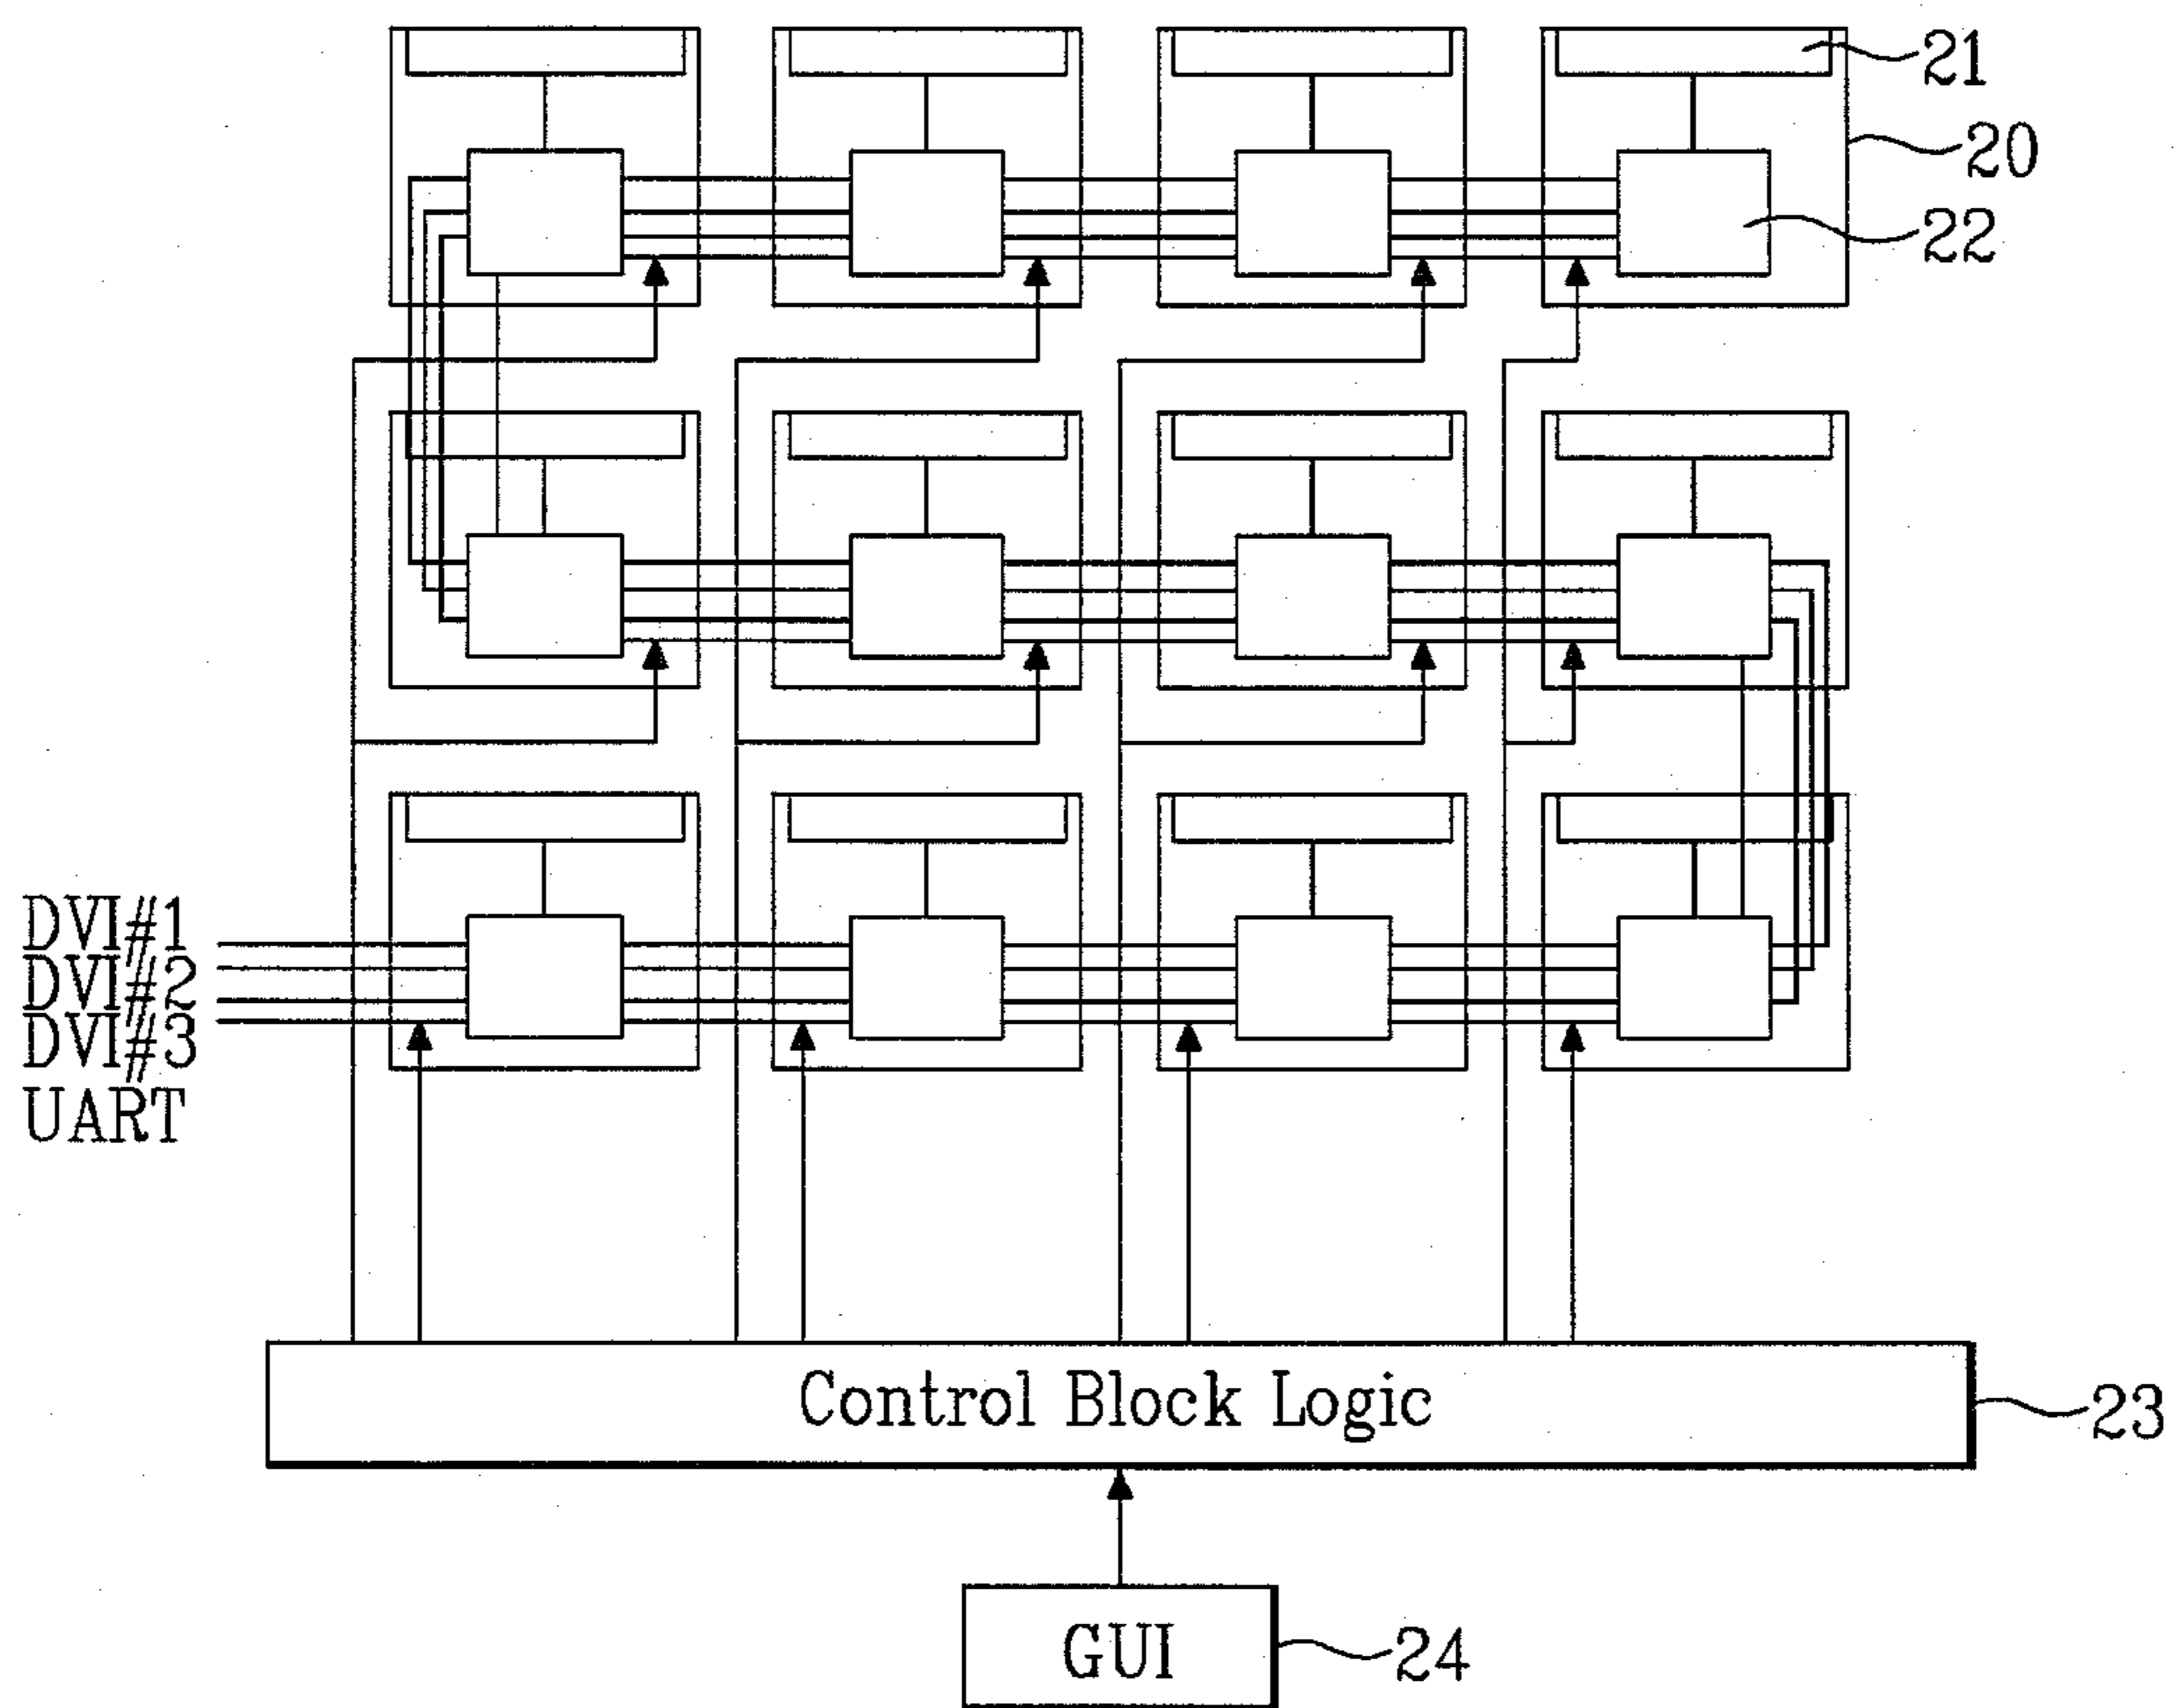 21
20
22
DVI#1
DVI#2
DVI#3
UART
Control Block Logic
23
GUI
24